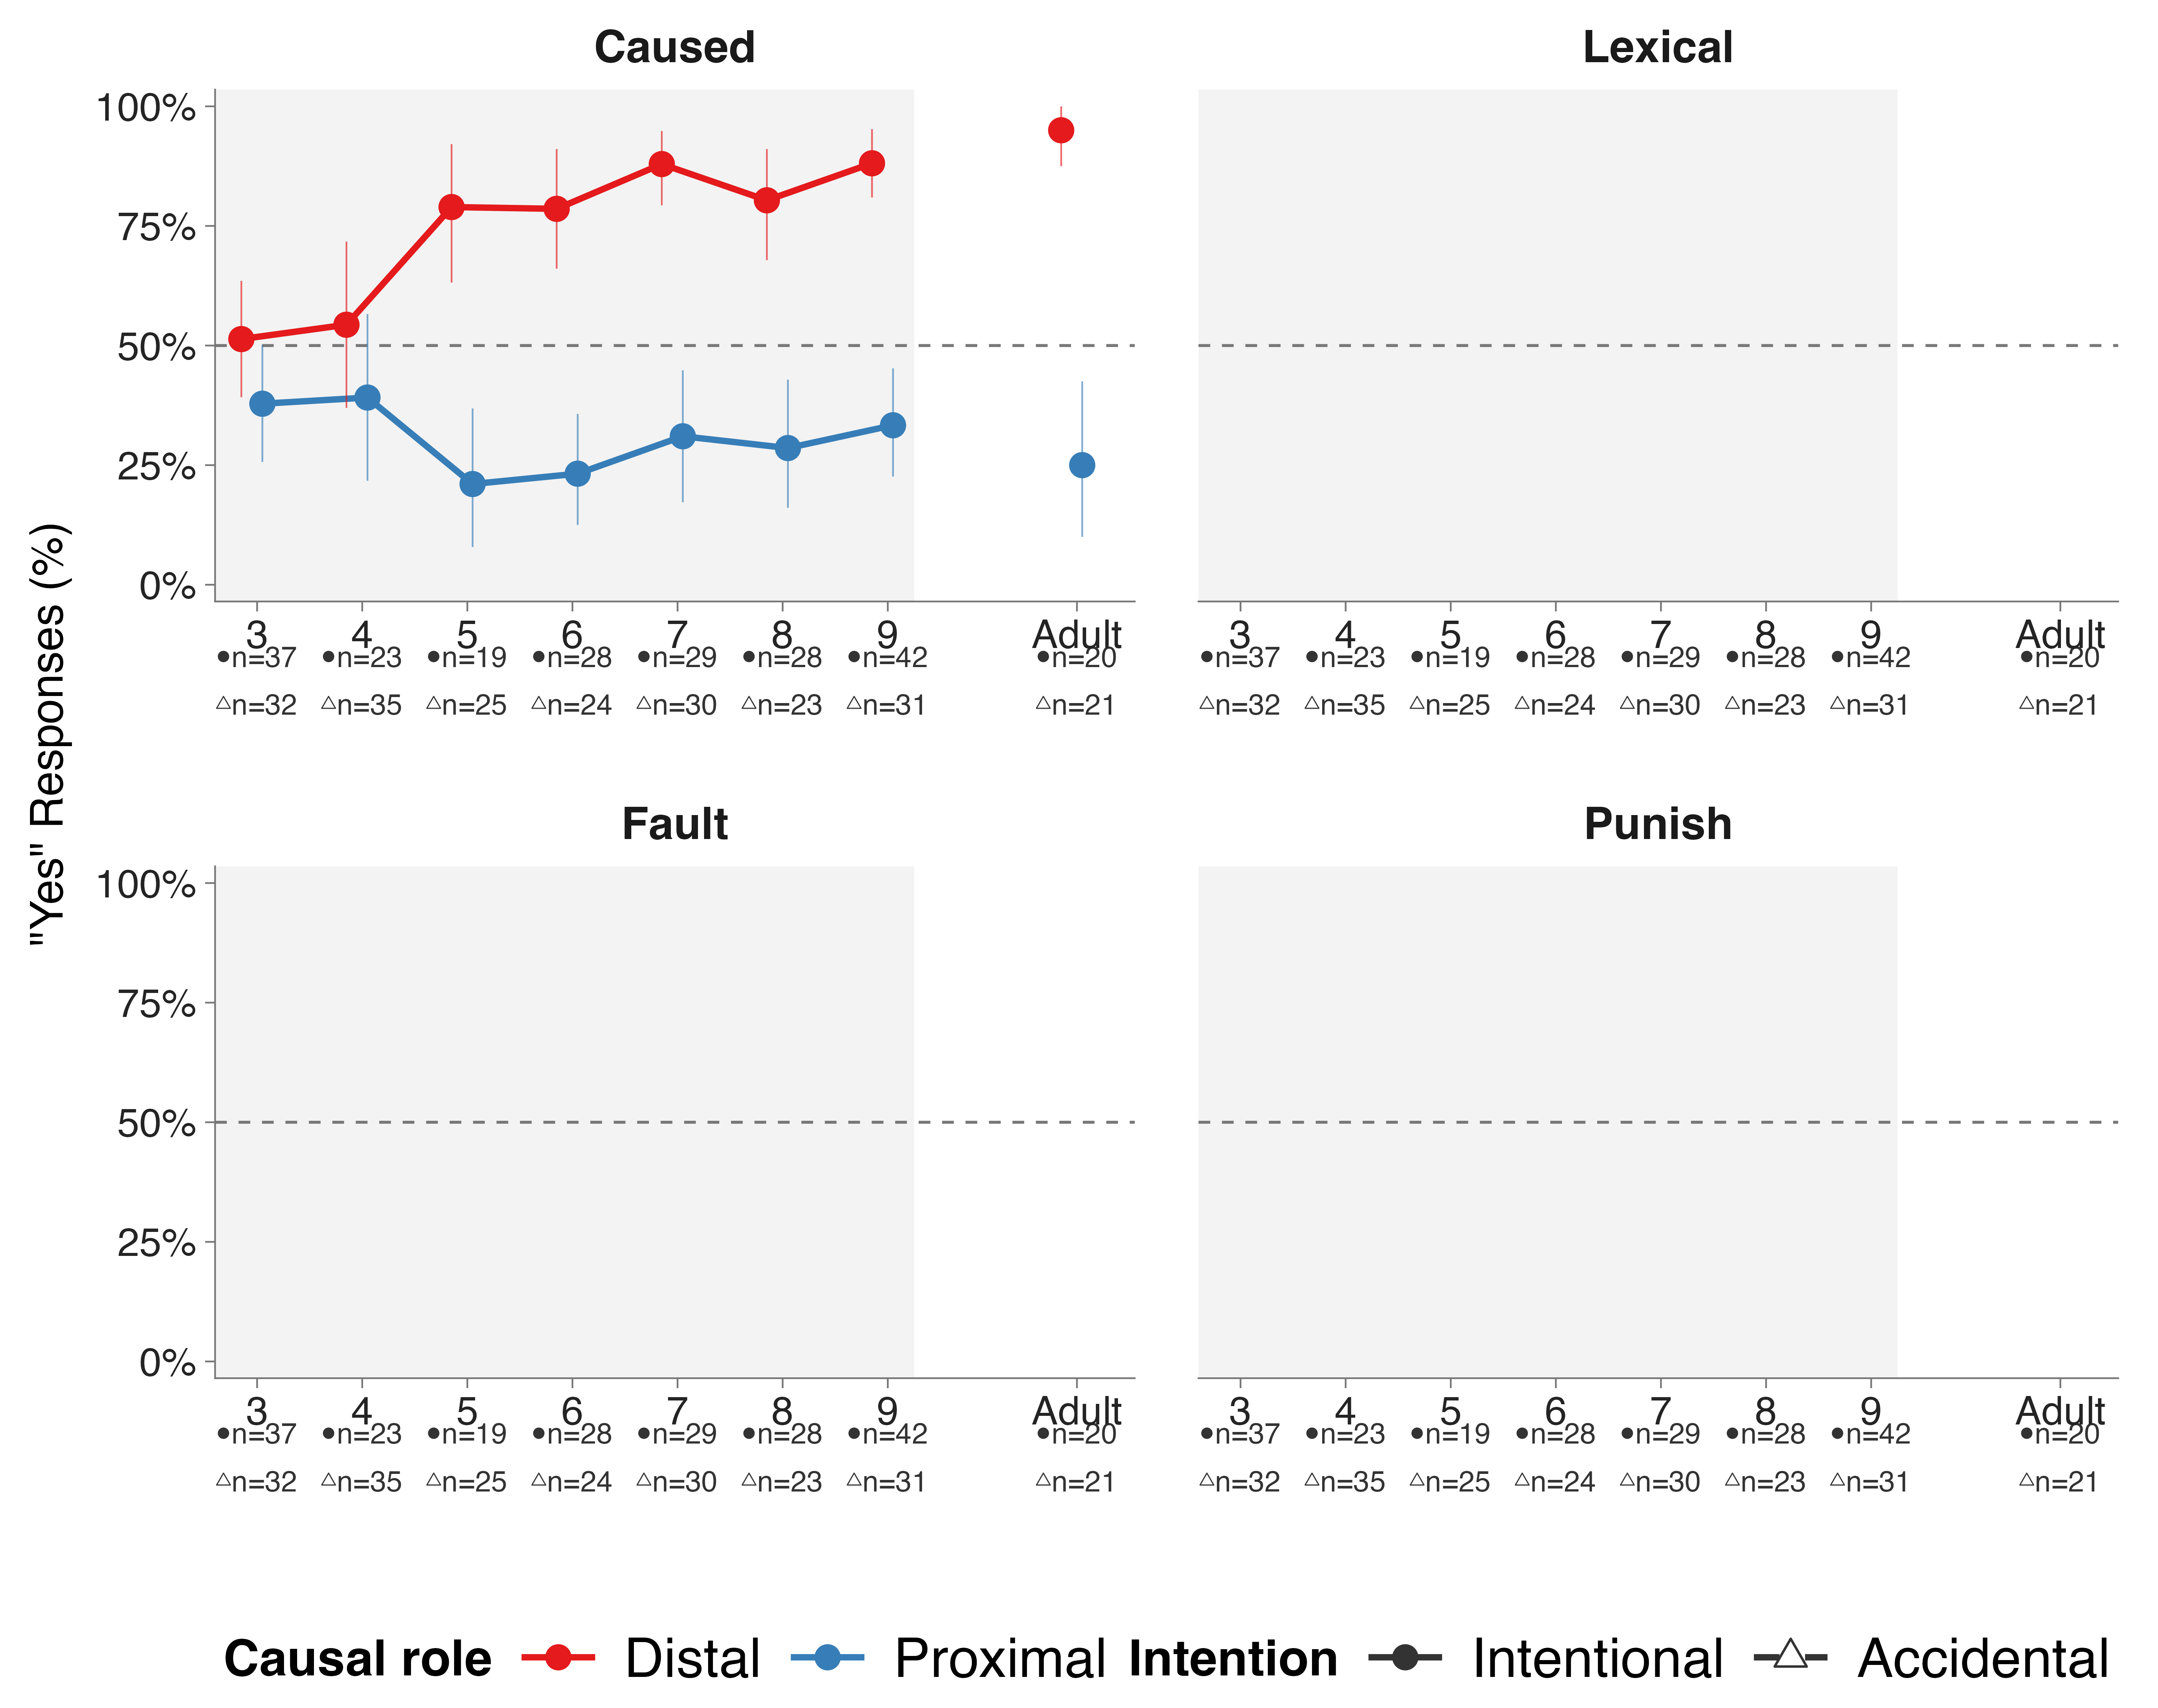 Caused Lexical
100%
75%
50%
25%
0%
3 4 5 6 7 8 9 Adult 3 4 5 6 7 8 9 Adult
●n=37 ●n=23 ●n=19 ●n=28 ●n=29 ●n=28 ●n=42 ●n=20 ●n=37 ●n=23 ●n=19 ●n=28 ●n=29 ●n=28 ●n=42 ●n=20
△n=32 △n=35 △n=25 △n=24 △n=30 △n=23 △n=31 △n=21 △n=32 △n=35 △n=25 △n=24 △n=30 △n=23 △n=31 △n=21
"Yes" Responses (%)
Fault Punish
100%
75%
50%
25%
0%
3 4 5 6 7 8 9 Adult 3 4 5 6 7 8 9 Adult
●n=37 ●n=23 ●n=19 ●n=28 ●n=29 ●n=28 ●n=42 ●n=20 ●n=37 ●n=23 ●n=19 ●n=28 ●n=29 ●n=28 ●n=42 ●n=20
△n=32 △n=35 △n=25 △n=24 △n=30 △n=23 △n=31 △n=21 △n=32 △n=35 △n=25 △n=24 △n=30 △n=23 △n=31 △n=21
Causal role Distal Proximal Intention Intentional Accidental